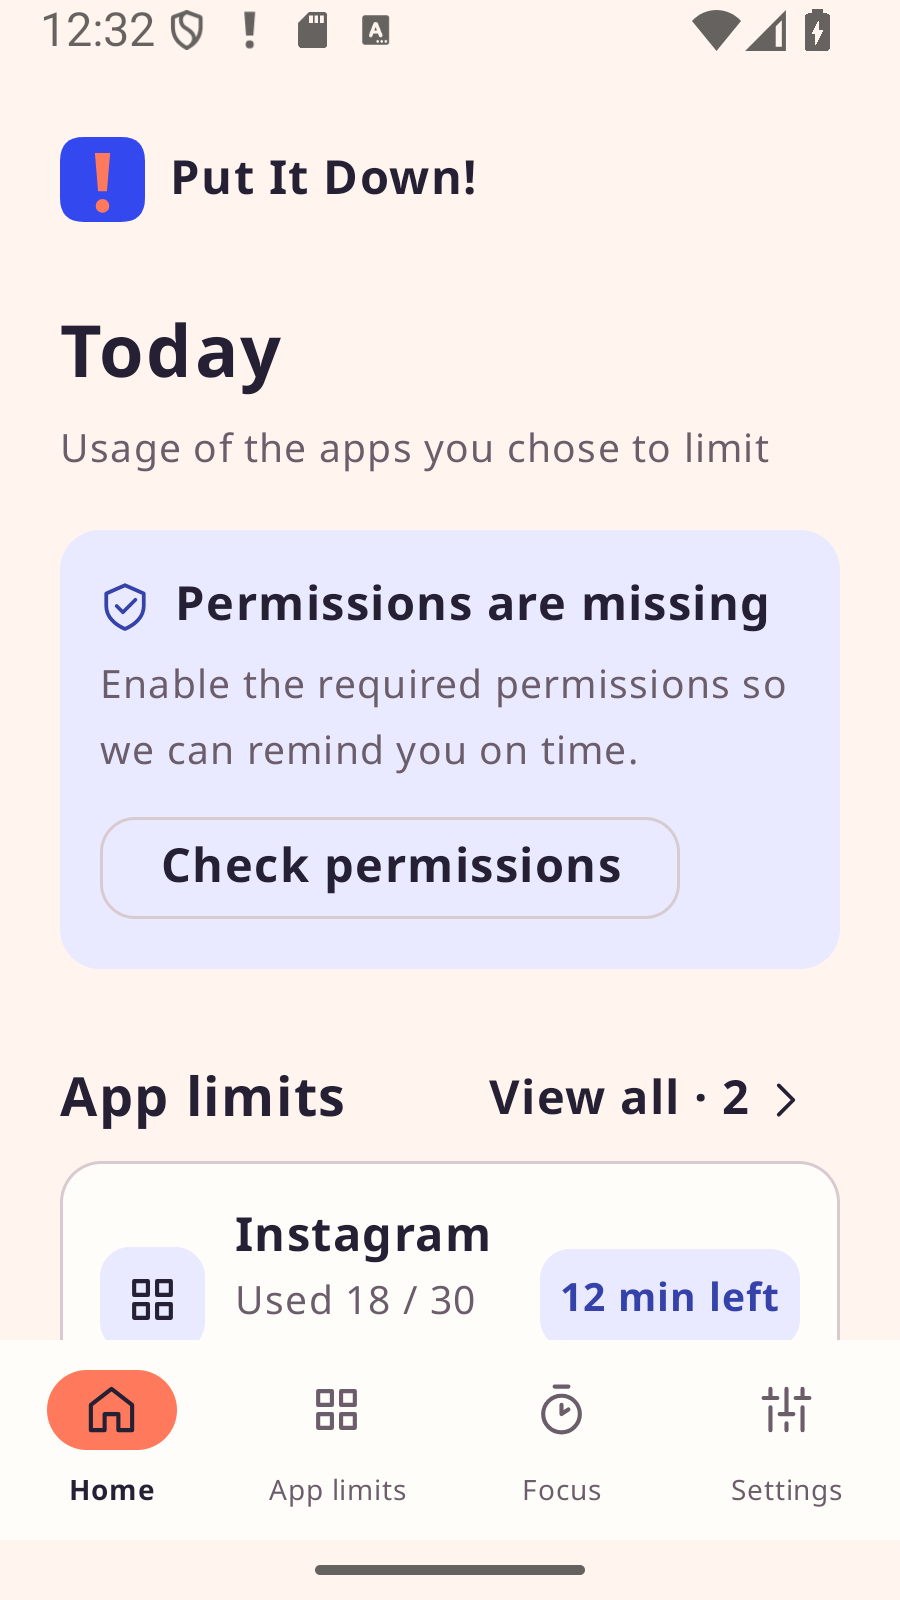 12:32
Put It Down!
Today
Usage of the apps you chose to limit
Permissions are missing
Enable the required permissions so
we can remind you on time.
Check permissions
App limits
View all · 2
Instagram
Used 18 / 30
12 min left
Home
App limits
Focus
Settings